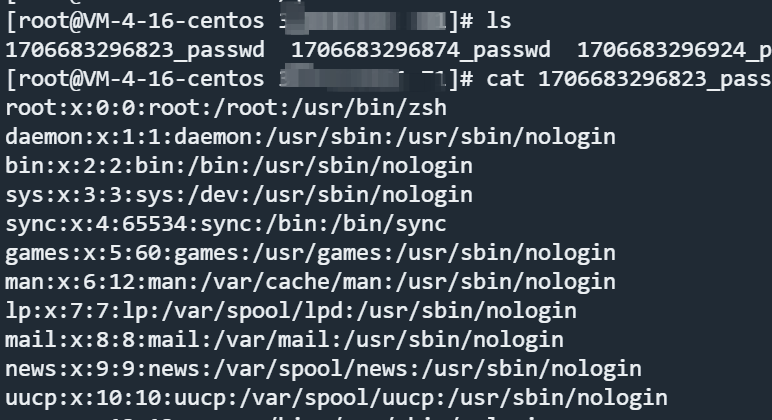 [root@VM-4-16-centos 3 1]# ls
1706683296823_passwd  1706683296874_passwd  1706683296924_p
[root@VM-4-16-centos 3 71]# cat 1706683296823_pass
root:x:0:0:root:/root:/usr/bin/zsh
daemon:x:1:1:daemon:/usr/sbin:/usr/sbin/nologin
bin:x:2:2:bin:/bin:/usr/sbin/nologin
sys:x:3:3:sys:/dev:/usr/sbin/nologin
sync:x:4:65534:sync:/bin:/bin/sync
games:x:5:60:games:/usr/games:/usr/sbin/nologin
man:x:6:12:man:/var/cache/man:/usr/sbin/nologin
lp:x:7:7:lp:/var/spool/lpd:/usr/sbin/nologin
mail:x:8:8:mail:/var/mail:/usr/sbin/nologin
news:x:9:9:news:/var/spool/news:/usr/sbin/nologin
uucp:x:10:10:uucp:/var/spool/uucp:/usr/sbin/nologin